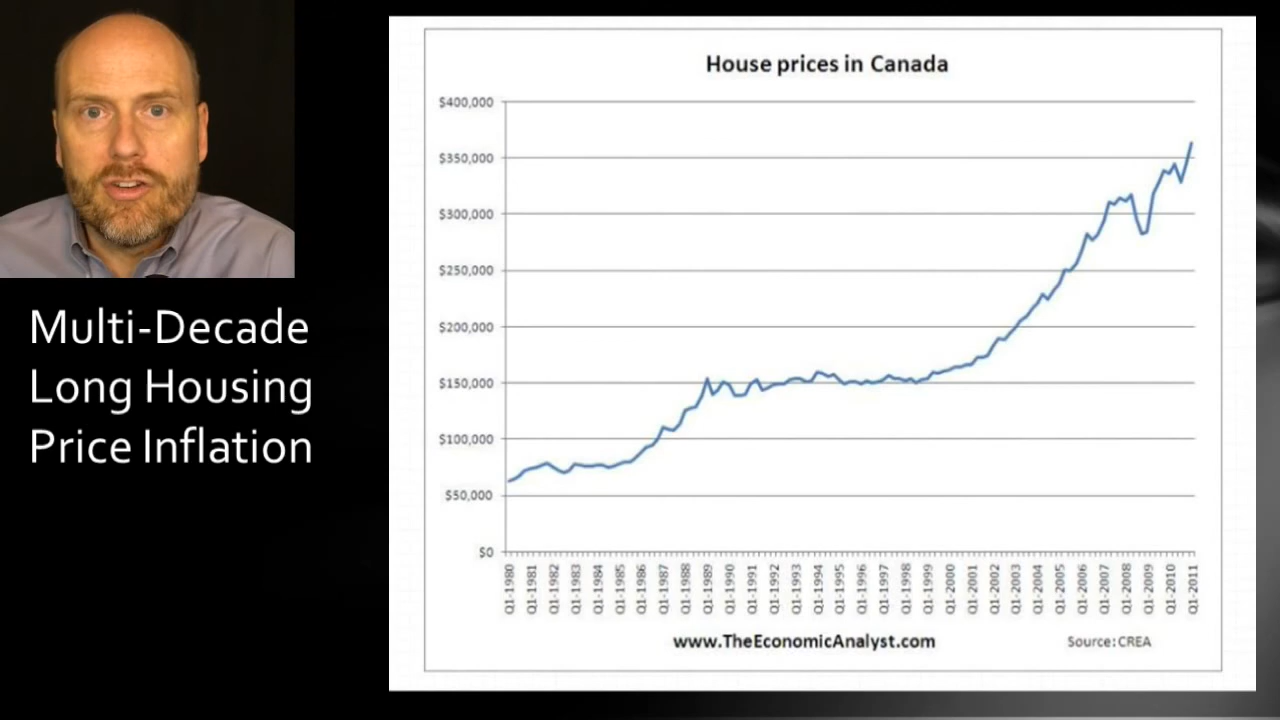 Multi-Decade
Long Housing
Price Inflation
House prices in Canada
$400,000
$350,000
$300,000
$250,000
$200,000
$150,000
$100,000
$50,000
$0
Q1-1980
Q1-1981
Q1-1982
Q1-1983
Q1-1984
Q1-1985
Q1-1986
Q1-1987
Q1-1988
Q1-1989
Q1-1990
Q1-1991
Q1-1992
Q1-1993
Q1-1994
Q1-1995
Q1-1996
Q1-1997
Q1-1998
Q1-1999
Q1-2000
Q1-2001
Q1-2002
Q1-2003
Q1-2004
Q1-2005
Q1-2006
Q1-2007
Q1-2008
Q1-2009
Q1-2010
Q1-2011
www.TheEconomicAnalyst.com
Source: CREA